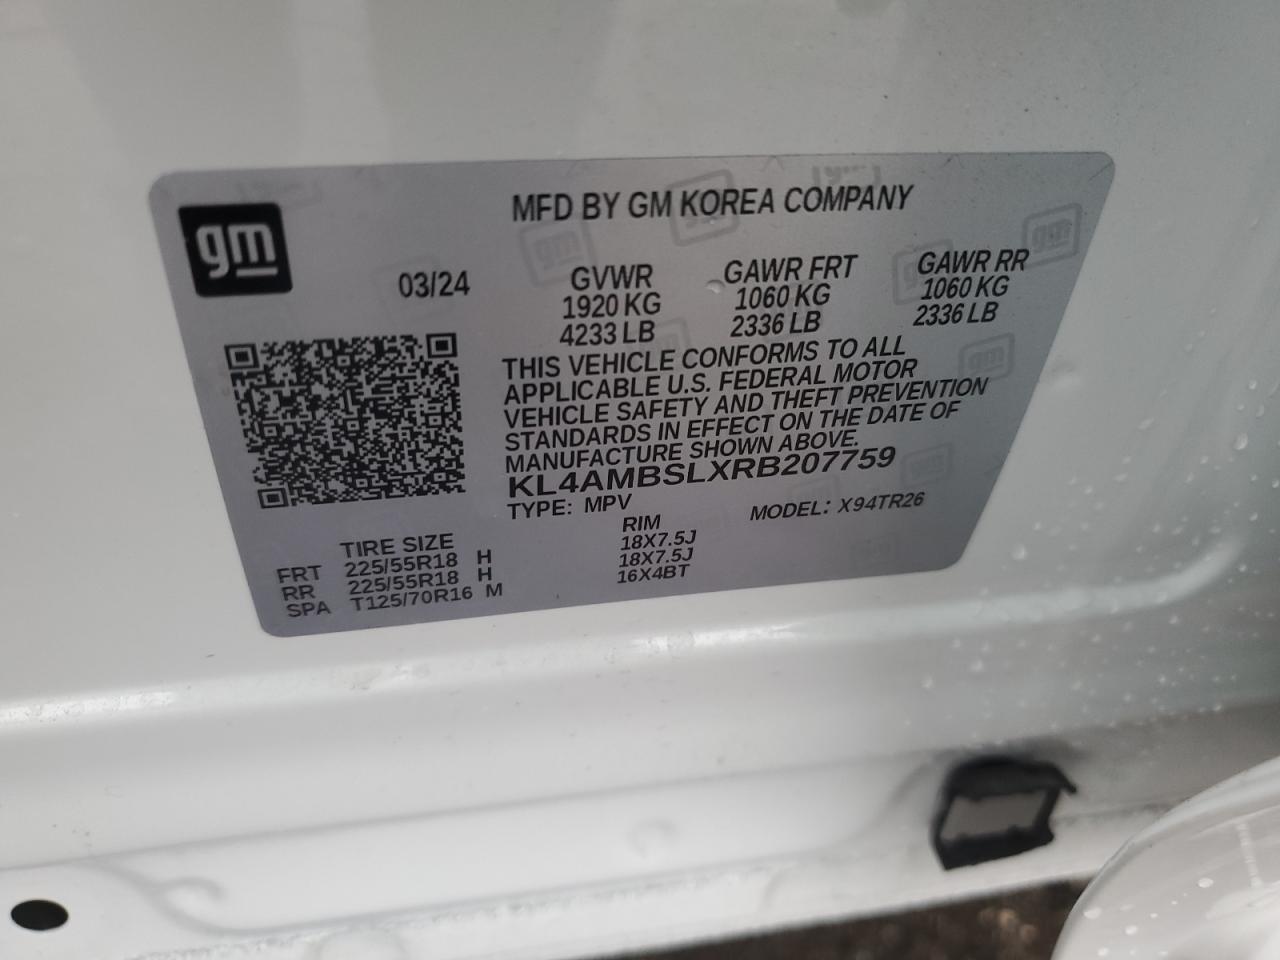 gm
MFD BY GM KOREA COMPANY
03/24
GVWR GAWR FRT GAWR RR
1920 KG 1060 KG 1060 KG
4233 LB 2336 LB 2336 LB
THIS VEHICLE CONFORMS TO ALL
APPLICABLE U.S. FEDERAL MOTOR
VEHICLE SAFETY AND THEFT PREVENTION
STANDARDS IN EFFECT ON THE DATE OF
MANUFACTURE SHOWN ABOVE.
KL4AMBSLXRB207759
TYPE: MPV MODEL: X94TR26
TIRE SIZE RIM
FRT 225/55R18 H 18X7.5J
RR 225/55R18 H 18X7.5J
SPA T125/70R16 M 16X4BT